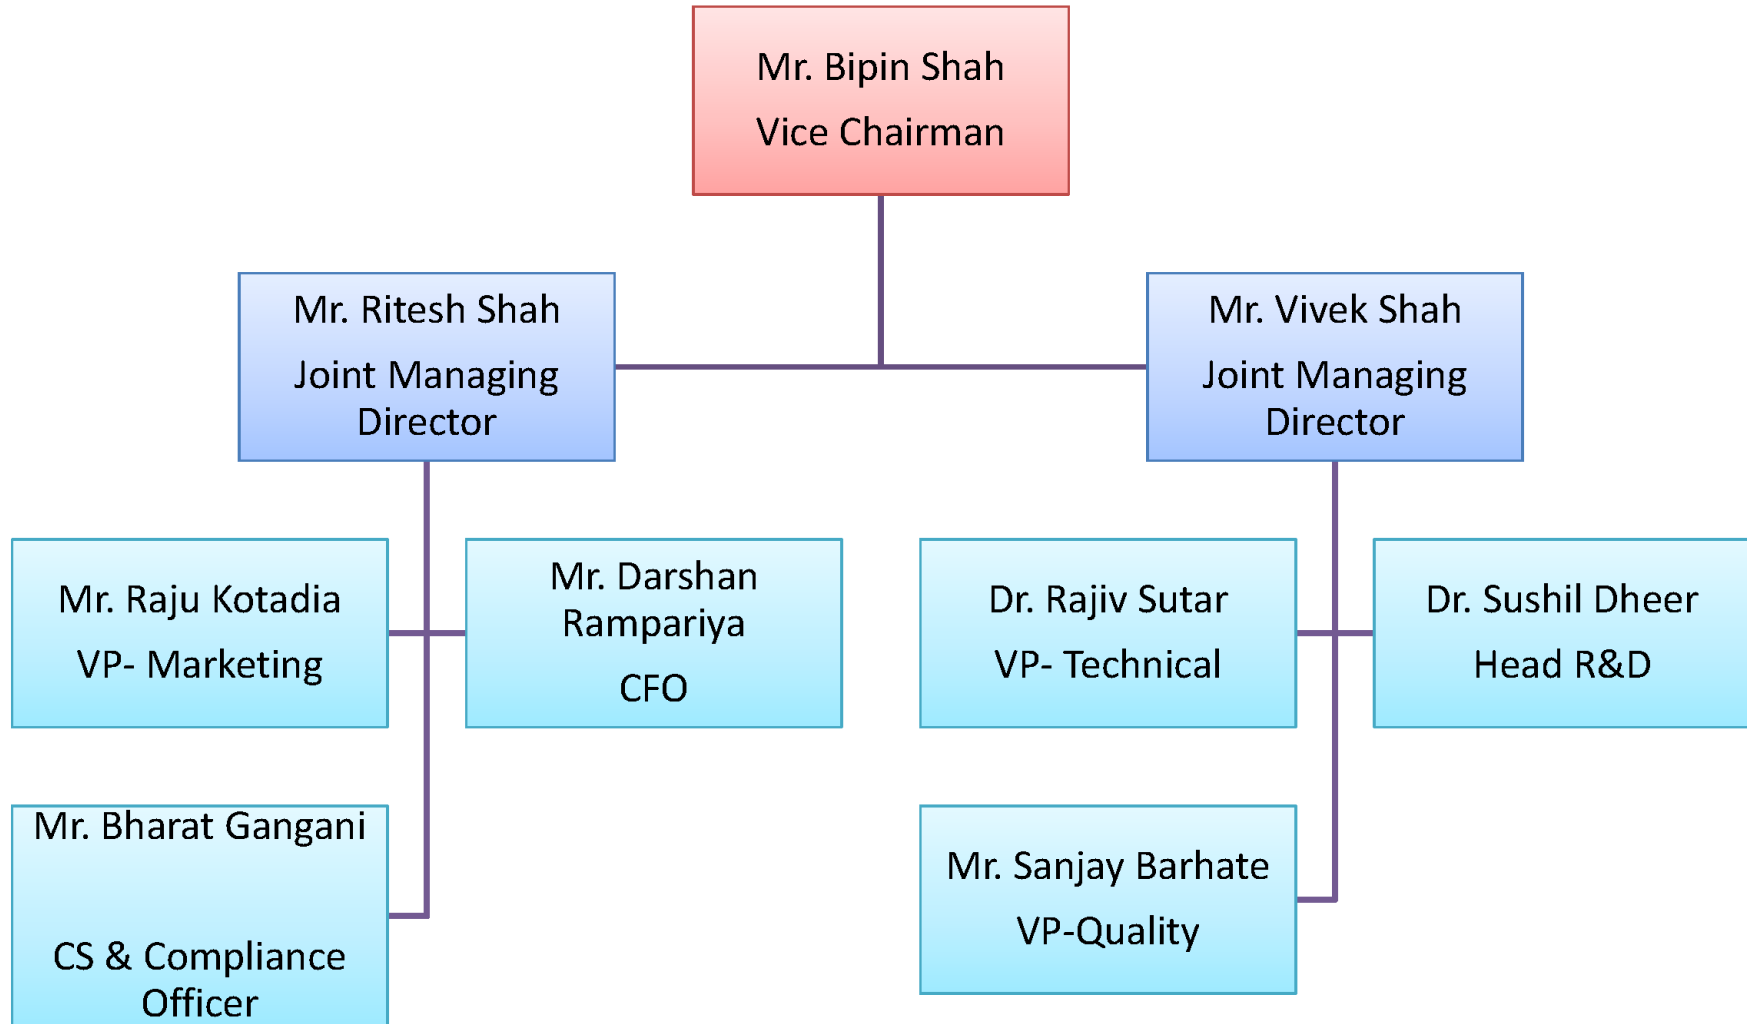 Mr. Bipin Shah
Vice Chairman
Mr. Ritesh Shah
Joint Managing
Director
Mr. Vivek Shah
Joint Managing
Director
Mr. Raju Kotadia
VP- Marketing
Mr. Darshan
Rampariya
CFO
Dr. Rajiv Sutar
VP- Technical
Dr. Sushil Dheer
Head R&D
Mr. Bharat Gangani
CS & Compliance
Officer
Mr. Sanjay Barhate
VP-Quality